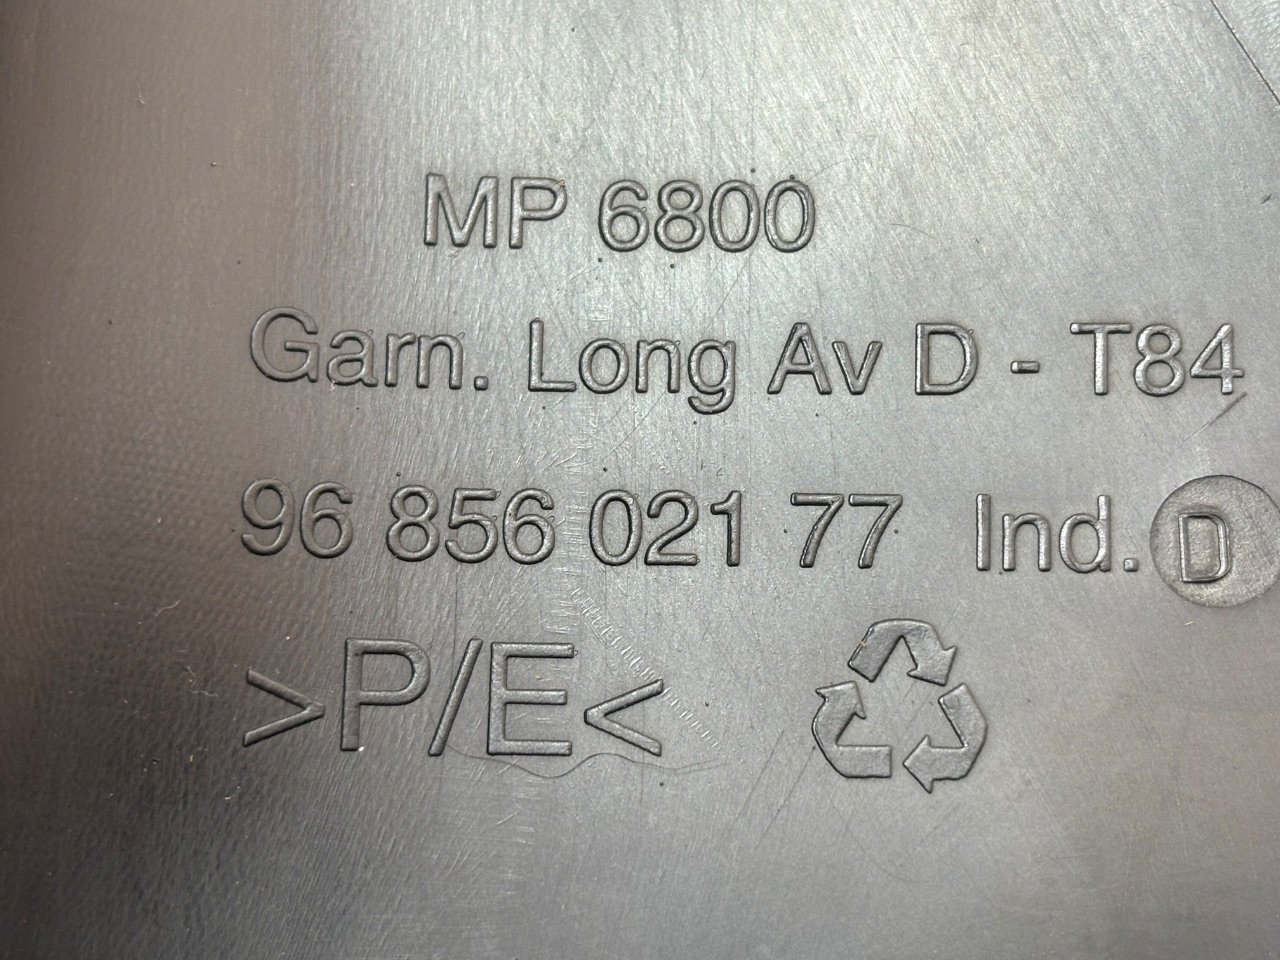 MP 6800
Garn. Long Av D - T84
96 856 021 77 Ind. D
>P/E<